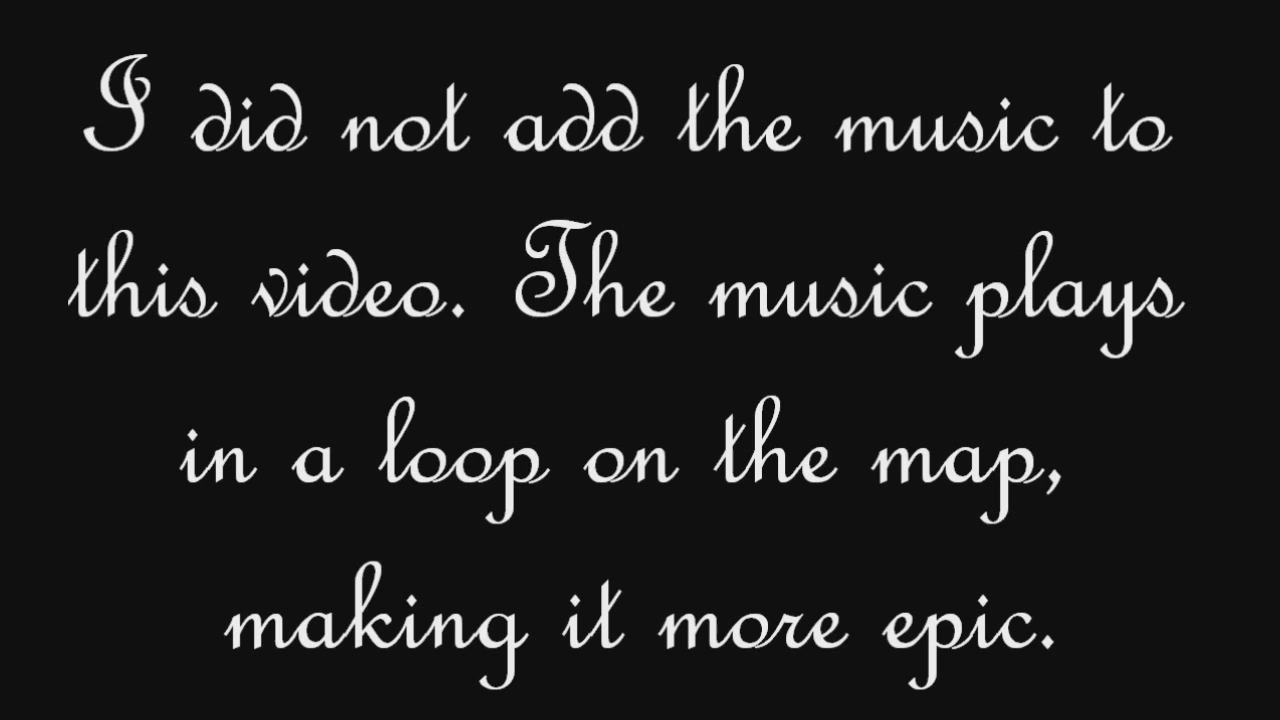 I did not add the music to
this video. The music plays
in a loop on the map,
making it more epic.